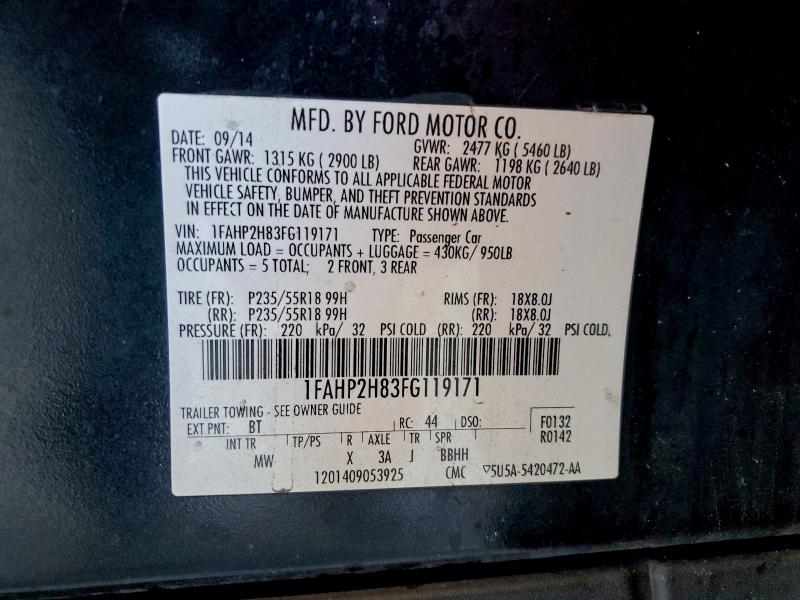 MFD. BY FORD MOTOR CO.
DATE: 09/14 GVWR: 2477 KG ( 5460 LB)
FRONT GAWR: 1315 KG ( 2900 LB) REAR GAWR: 1198 KG ( 2640 LB)
THIS VEHICLE CONFORMS TO ALL APPLICABLE FEDERAL MOTOR
VEHICLE SAFETY, BUMPER, AND THEFT PREVENTION STANDARDS
IN EFFECT ON THE DATE OF MANUFACTURE SHOWN ABOVE.
VIN: 1FAHP2H83FG119171 TYPE: Passenger Car
MAXIMUM LOAD = OCCUPANTS + LUGGAGE = 430KG/ 950LB
OCCUPANTS = 5 TOTAL; 2 FRONT, 3 REAR
TIRE (FR): P235/55R18 99H RIMS (FR): 18X8.0J
(RR): P235/55R18 99H (RR): 18X8.0J
PRESSURE (FR): 220 kPa/ 32 PSI COLD (RR): 220 kPa/ 32 PSI COLD
1FAHP2H83FG119171
TRAILER TOWING - SEE OWNER GUIDE
EXT PNT: BT RC: 44 DSO: F0132
R0142
INT TR TP/PS R AXLE TR SPR
MW X 3A J BBHH
1201409053925 CMC ▽5U5A-5420472-AA